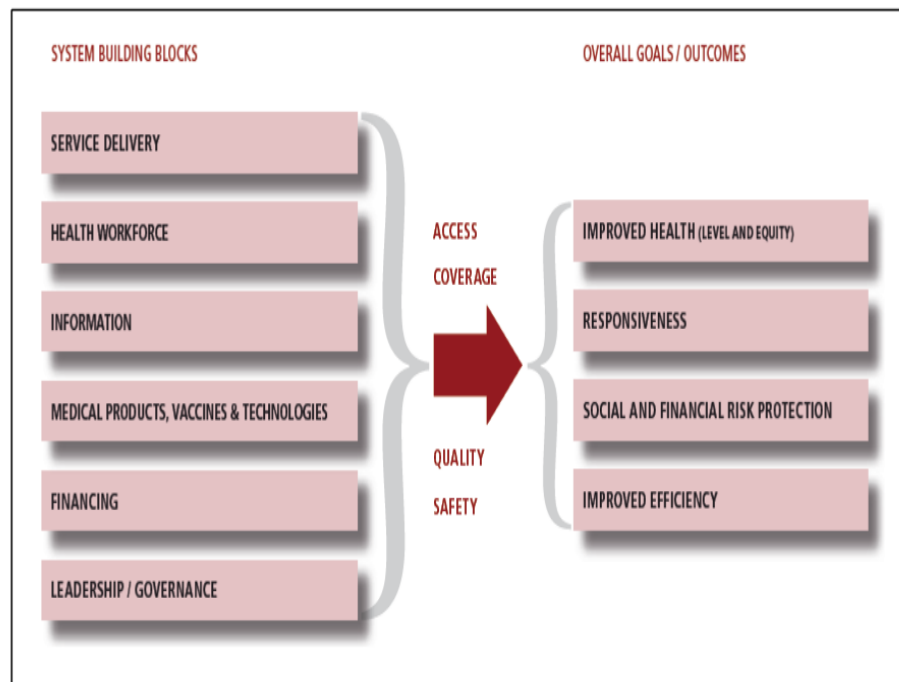 SYSTEM BUILDING BLOCKS
SERVICE DELIVERY
HEALTH WORKFORCE
INFORMATION
MEDICAL PRODUCTS, VACCINES & TECHNOLOGIES
FINANCING
LEADERSHIP / GOVERNANCE
ACCESS
COVERAGE
QUALITY
SAFETY
OVERALL GOALS / OUTCOMES
IMPROVED HEALTH (LEVEL AND EQUITY)
RESPONSIVENESS
SOCIAL AND FINANCIAL RISK PROTECTION
IMPROVED EFFICIENCY